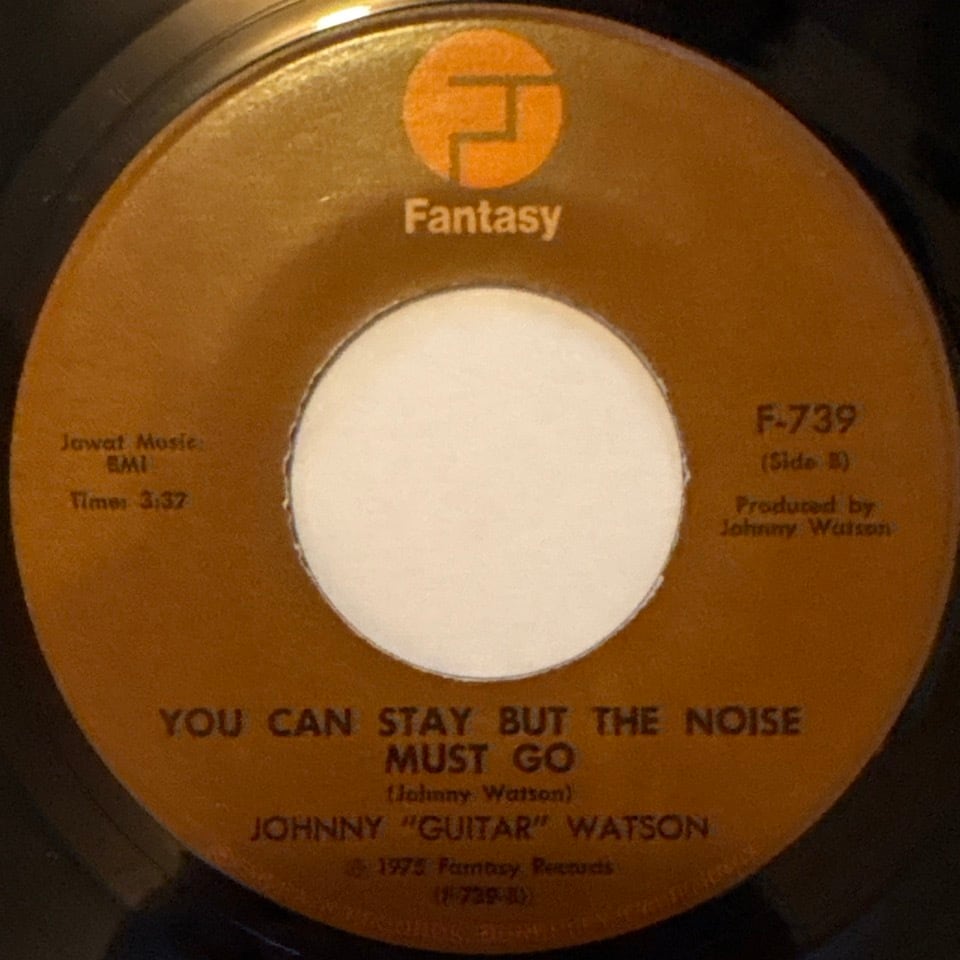 Fantasy
Jawat Music
BMI
Time: 3:37
F-739
(Side B)
Produced by
Johnny Watson
YOU CAN STAY BUT THE NOISE
MUST GO
(Johnny Watson)
JOHNNY "GUITAR" WATSON
℗ 1975 Fantasy Records
(F-739-B)